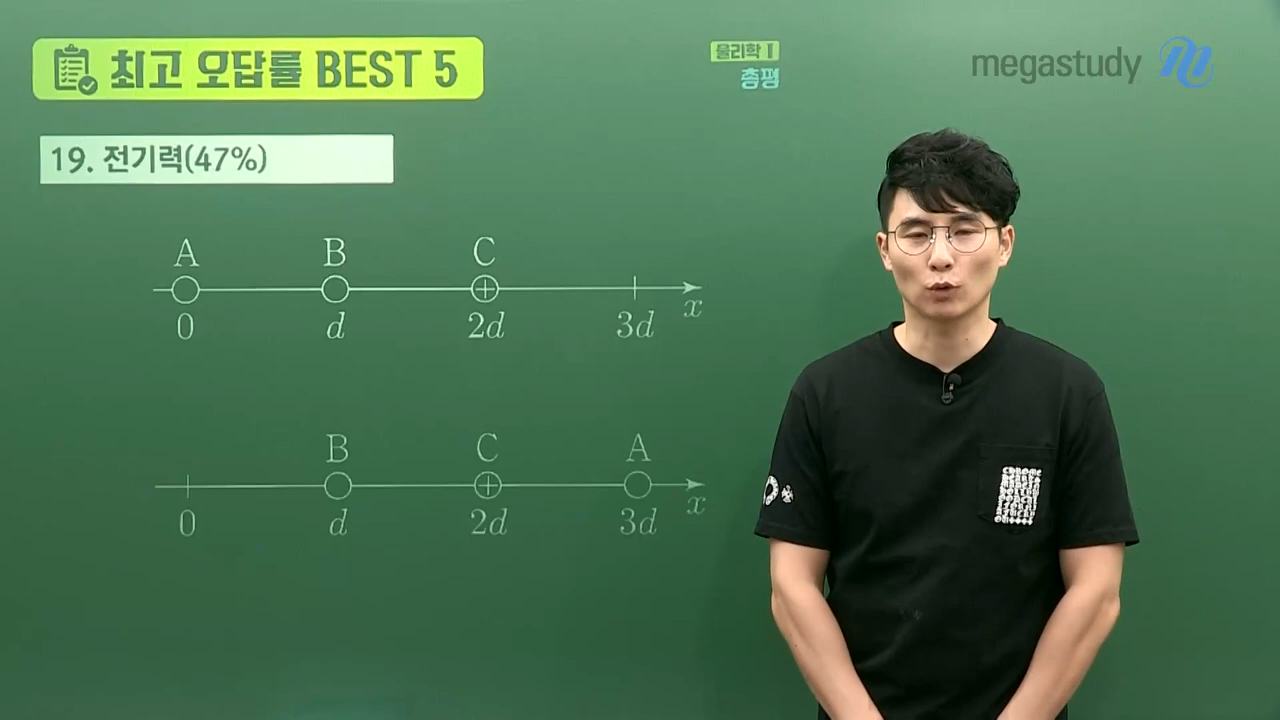 최고 오답률 BEST 5
물리학 Ⅱ
총평
megastudy
19. 전기력(47%)
A B C
0 d 2d 3d x
B C A
0 d 2d 3d x